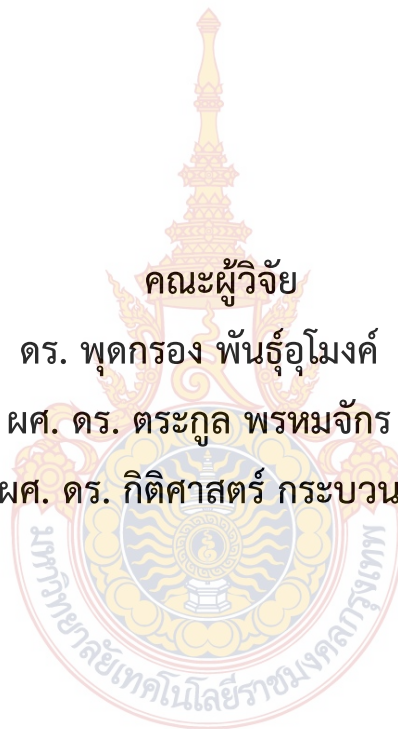 คณะผู้วิจัย
ดร. พุดกรอง พันธุ์อุโมงค์
ผศ. ดร. ตระกูล พรหมจักร
ผศ. ดร. กิติศาสตร์ กระบวน
มหาวิทยาลัยเทคโนโลยีราชมงคลกรุงเทพ